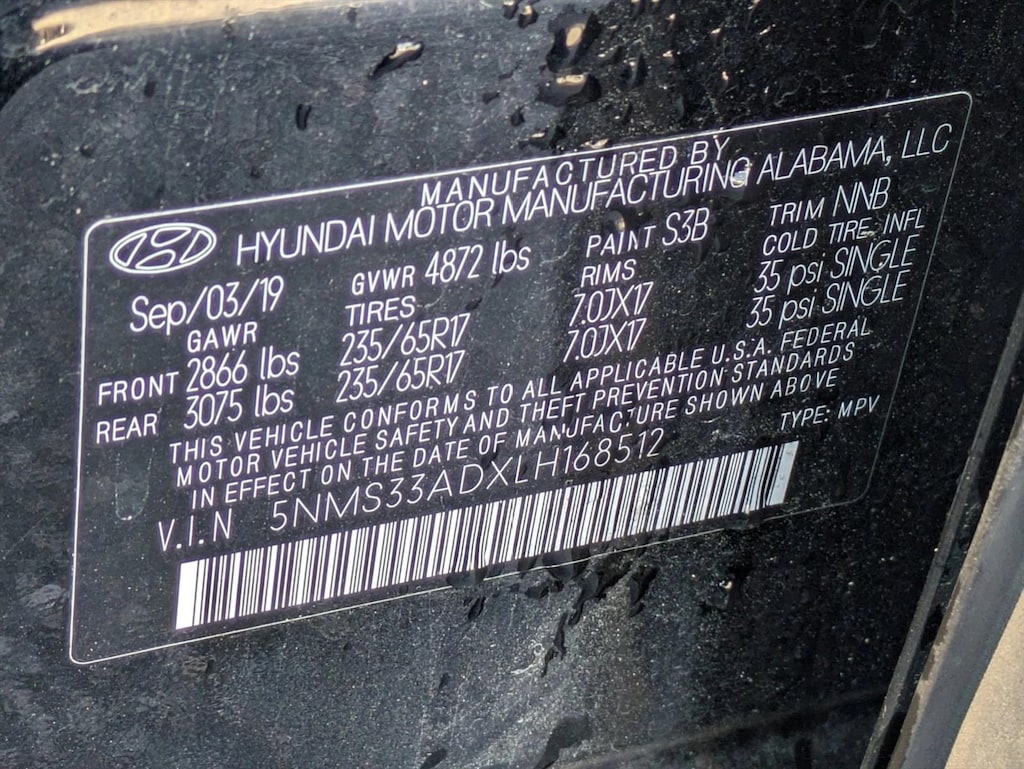 MANUFACTURED BY
HYUNDAI MOTOR MANUFACTURING ALABAMA, LLC
Sep/03/19 GVWR 4872 lbs PAINT S3B TRIM NNB
GAWR TIRES RIMS COLD TIRE INFL
FRONT 2866 lbs 235/65R17 7.0JX17 35 psi SINGLE
REAR 3075 lbs 235/65R17 7.0JX17 35 psi SINGLE
THIS VEHICLE CONFORMS TO ALL APPLICABLE U.S.A. FEDERAL
MOTOR VEHICLE SAFETY AND THEFT PREVENTION STANDARDS
IN EFFECT ON THE DATE OF MANUFACTURE SHOWN ABOVE
V.I.N 5NMS33ADXLH168512 TYPE: MPV